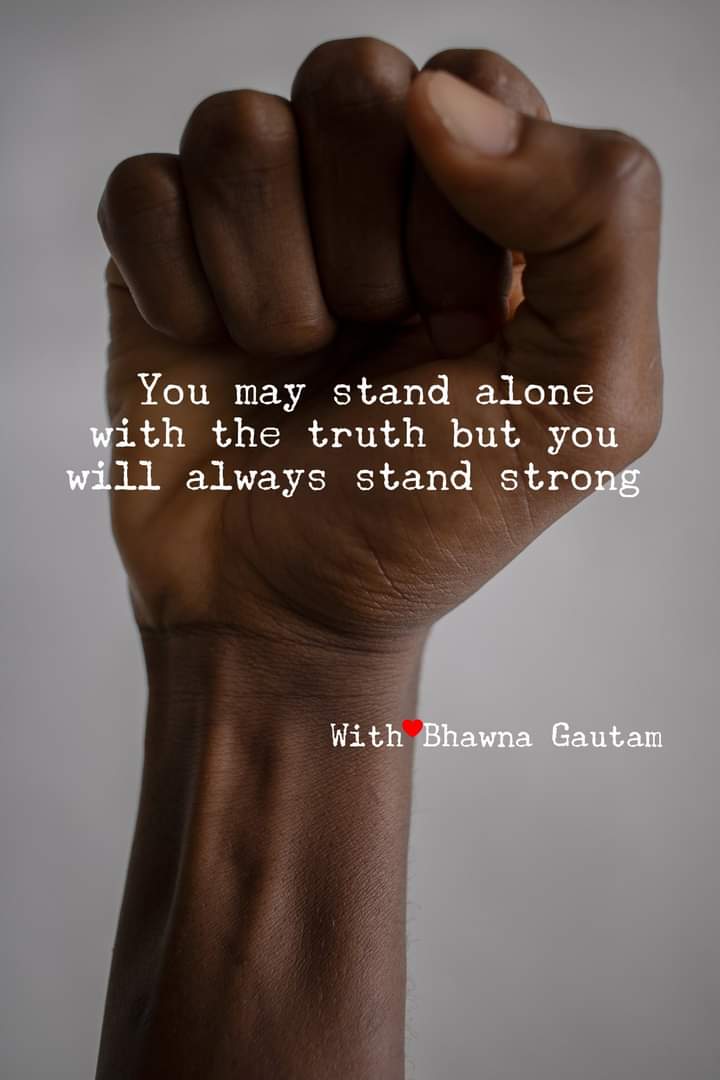 You may stand alone
with the truth but you
will always stand strong
With❤Bhawna Gautam